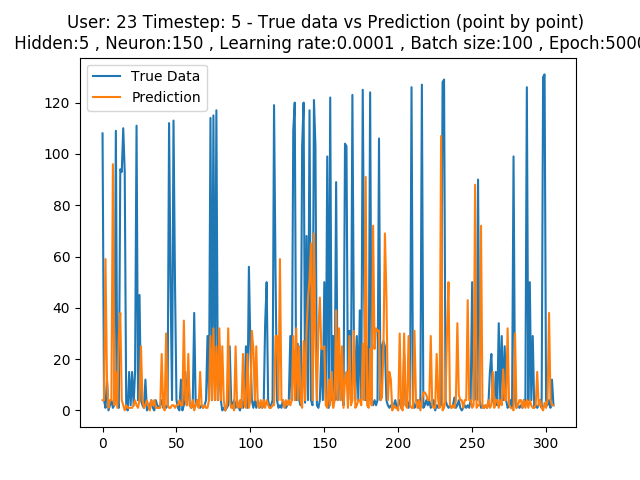 User: 23 Timestep: 5 - True data vs Prediction (point by point)
Hidden:5 , Neuron:150 , Learning rate:0.0001 , Batch size:100 , Epoch:5000
True Data
Prediction
120
100
80
60
40
20
0
0 50 100 150 200 250 300